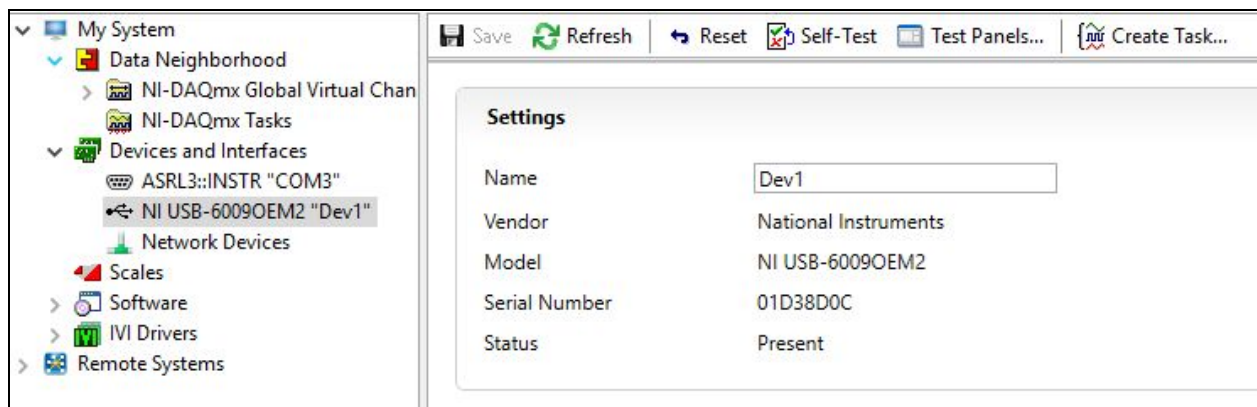 My System
Data Neighborhood
NI-DAQmx Global Virtual Chan
NI-DAQmx Tasks
Devices and Interfaces
ASRL3::INSTR "COM3"
NI USB-6009OEM2 "Dev1"
Network Devices
Scales
Software
IVI Drivers
Remote Systems
Save Refresh Reset Self-Test Test Panels... Create Task...
Settings
Name Dev1
Vendor National Instruments
Model NI USB-6009OEM2
Serial Number 01D38D0C
Status Present